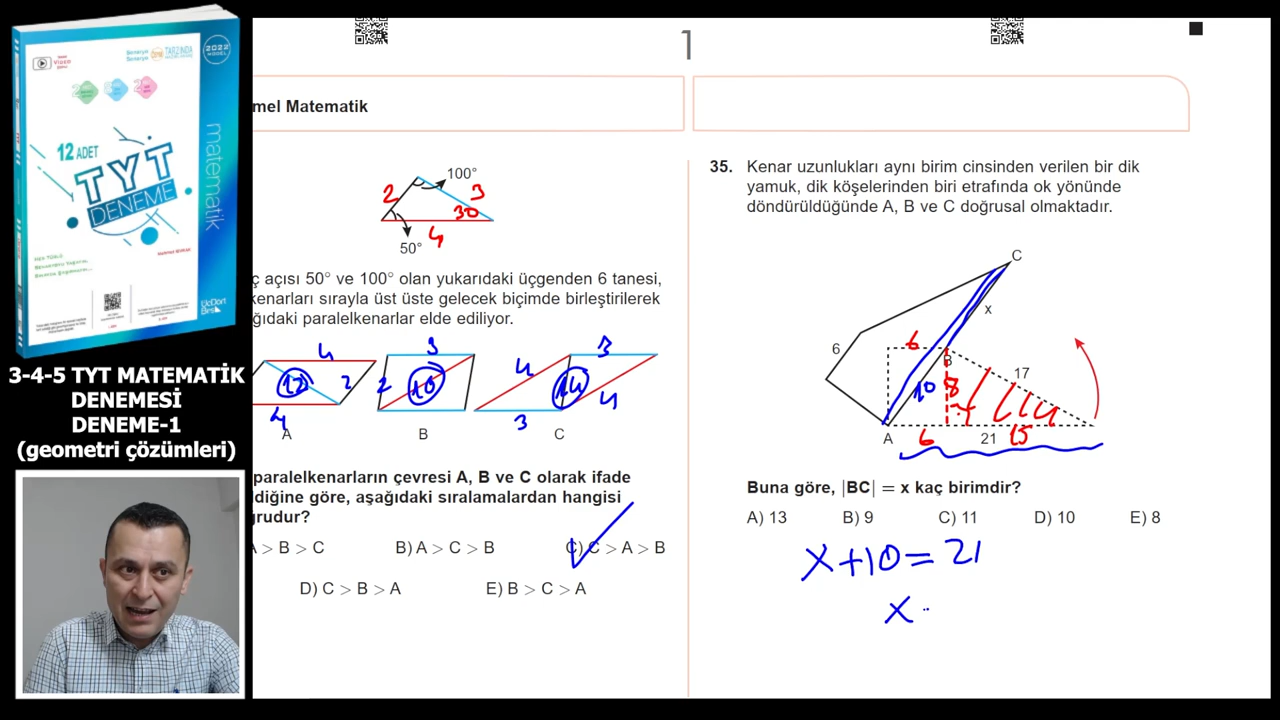 12 ADET
TYT
DENEME
matematik
2022
ÜçDört
Beş
3-4-5 TYT MATEMATİK
DENEMESİ
DENEME-1
(geometri çözümleri)
1
mel Matematik
100°
2
3
30
50°
4
ç açısı 50° ve 100° olan yukarıdaki üçgenden 6 tanesi,
kenarları sırayla üst üste gelecek biçimde birleştirilerek
ğıdaki paralelkenarlar elde ediliyor.
4
12
2
4
A
3
2
10
B
3
4
14
4
3
C
paralelkenarların çevresi A, B ve C olarak ifade
ldiğine göre, aşağıdaki sıralamalardan hangisi
ğrudur?
A > B > C
B) A > C > B
C) C > A > B
D) C > B > A
E) B > C > A
35. Kenar uzunlukları aynı birim cinsinden verilen bir dik
yamuk, dik köşelerinden biri etrafında ok yönünde
döndürüldüğünde A, B ve C doğrusal olmaktadır.
C
x
6
6
B
17
10
8
A
6
21
15
Buna göre, |BC| = x kaç birimdir?
A) 13
B) 9
C) 11
D) 10
E) 8
x+10=21
x